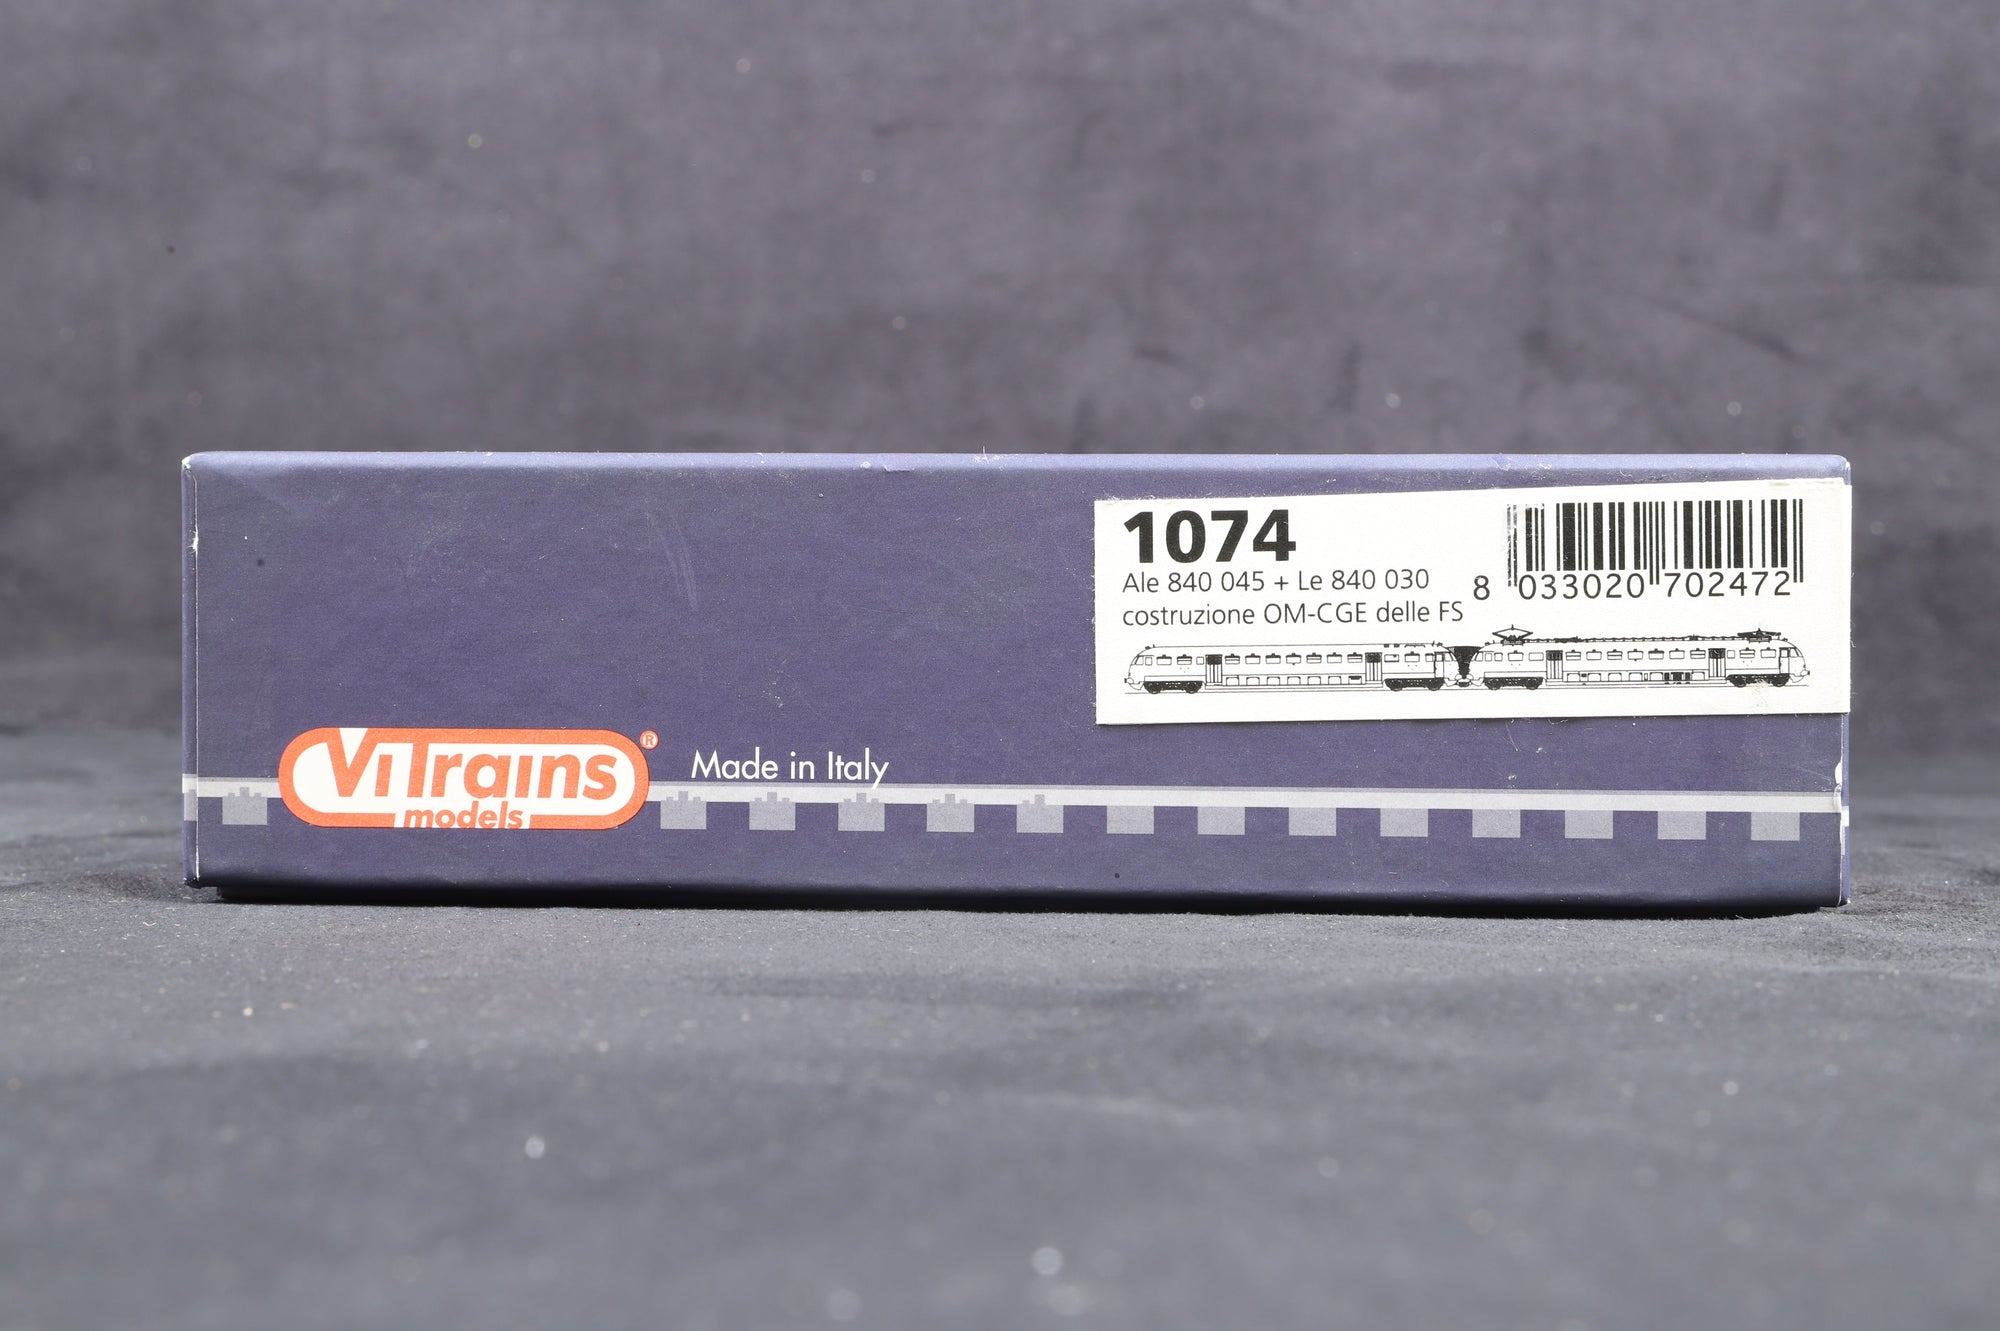 1074
Ale 840 045 + Le 840 030
costruzione OM-CGE delle FS
8 033020 702472
ViTrains®
models
Made in Italy